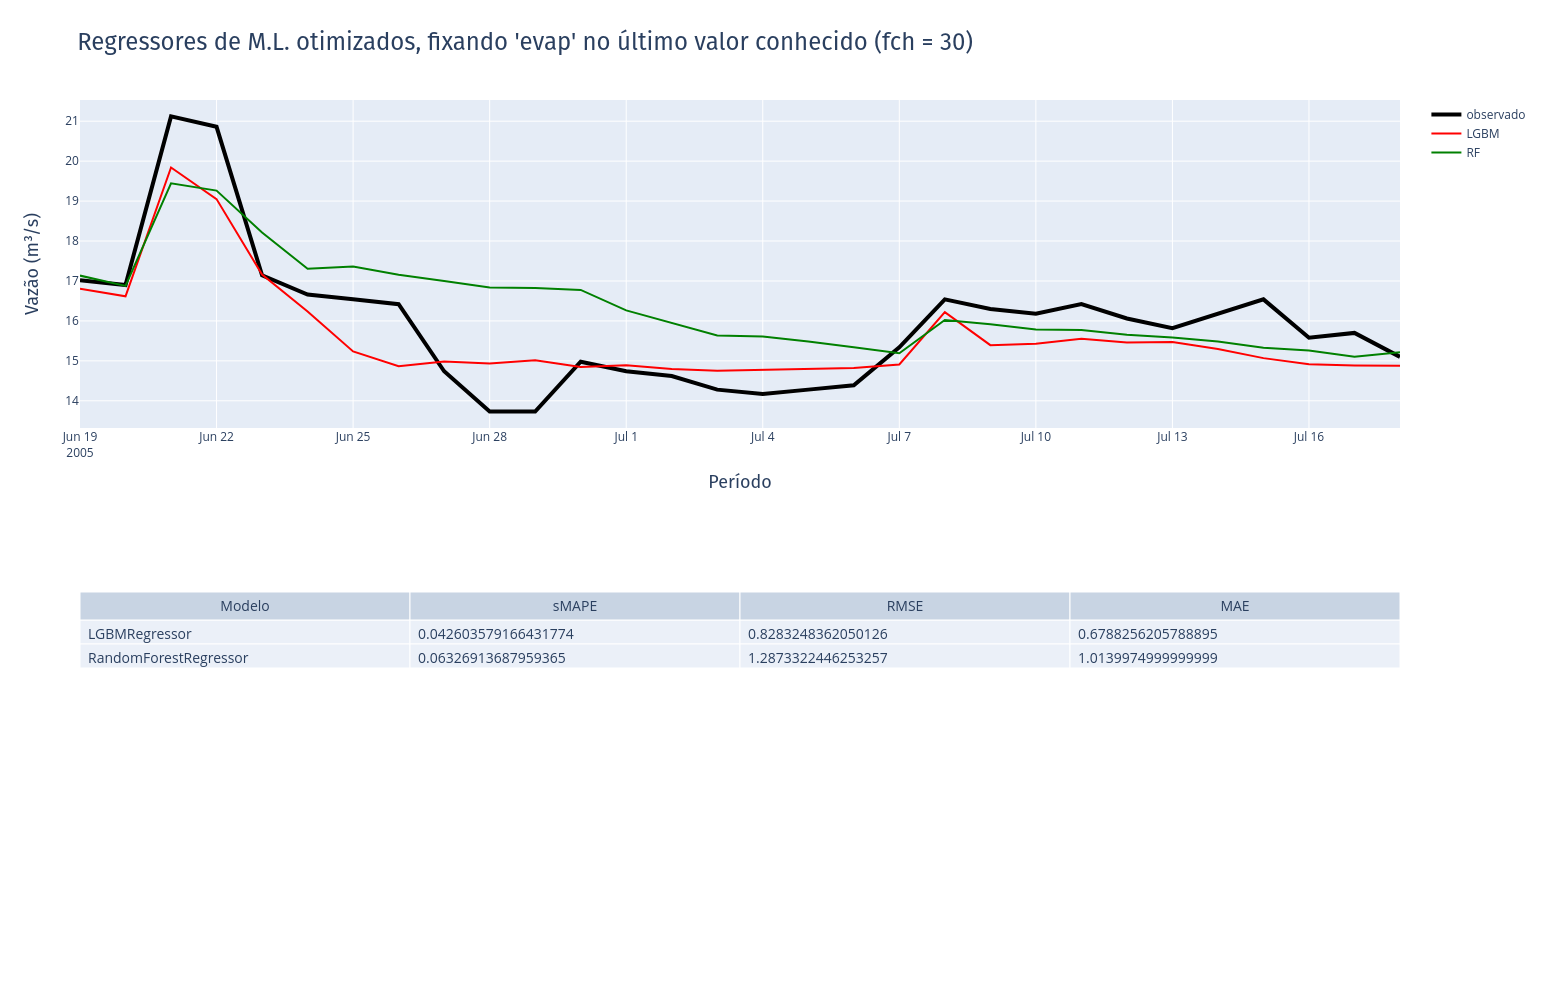 Regressores de M.L. otimizados, fixando 'evap' no último valor conhecido (fch = 30)
observado
LGBM
RF
Vazão (m³/s)
21
20
19
18
17
16
15
14
Jun 19 Jun 22 Jun 25 Jun 28 Jul 1 Jul 4 Jul 7 Jul 10 Jul 13 Jul 16
2005
Período
Modelo sMAPE RMSE MAE
LGBMRegressor 0.042603579166431774 0.8283248362050126 0.6788256205788895
RandomForestRegressor 0.06326913687959365 1.2873322446253257 1.0139974999999999